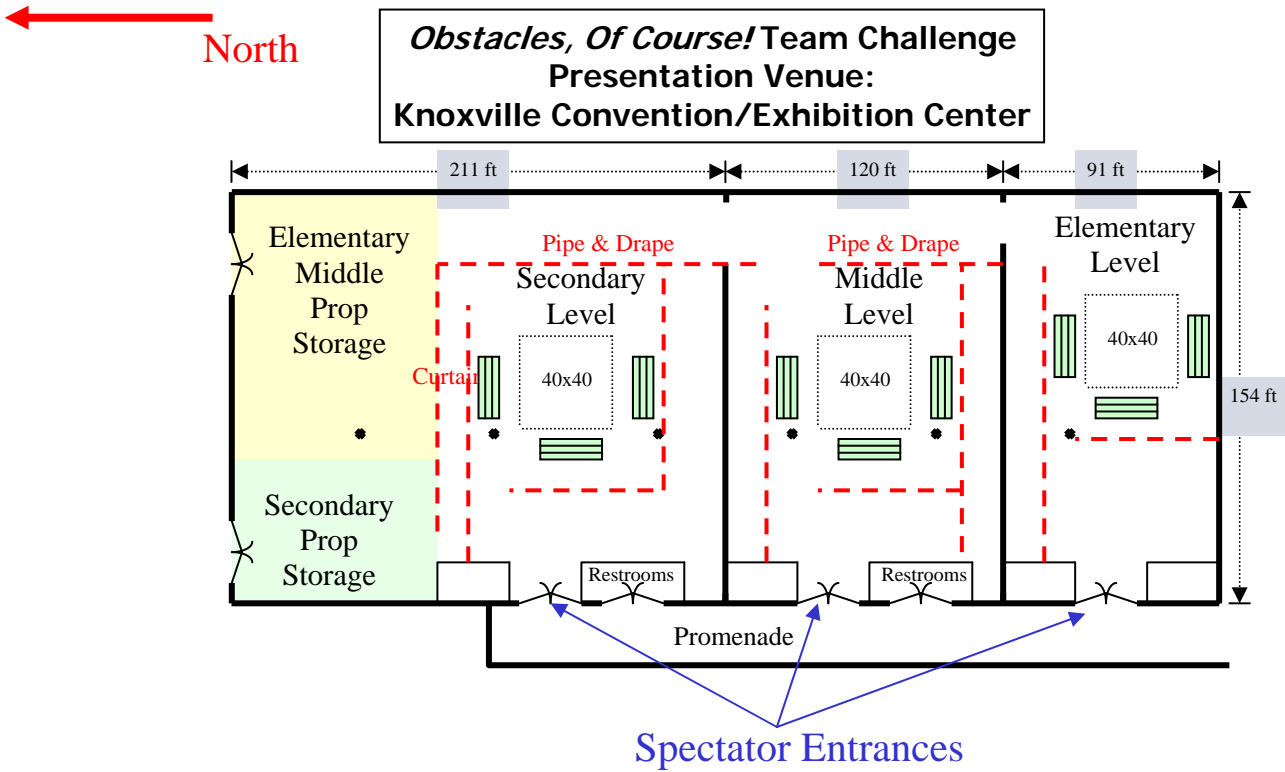 North
Obstacles, Of Course! Team Challenge
Presentation Venue:
Knoxville Convention/Exhibition Center
211 ft
120 ft
91 ft
Elementary
Middle
Prop
Storage
Pipe & Drape
Secondary
Level
Pipe & Drape
Middle
Level
Elementary
Level
Curtain
40x40
40x40
40x40
154 ft
Secondary
Prop
Storage
Restrooms
Restrooms
Promenade
Spectator Entrances